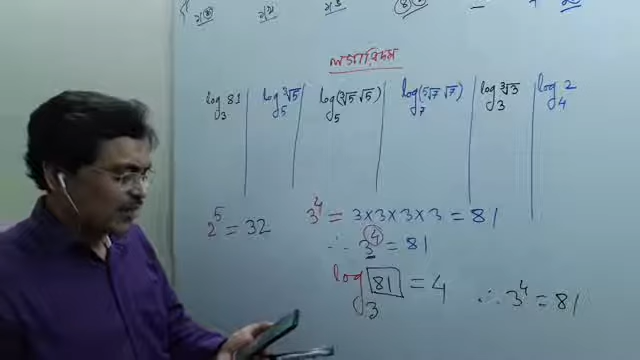 লগারিদম
log₃ 81 | log₅ ∛5 | log₅ (∛5 √5) | log₇ (⁵√7 √7) | log₃ ∛3 | log₄ 2
2⁵ = 32 3⁴ = 3×3×3×3 = 81
∴ 3⁴ = 81
log₃ 81 = 4 ∴ 3⁴ = 81